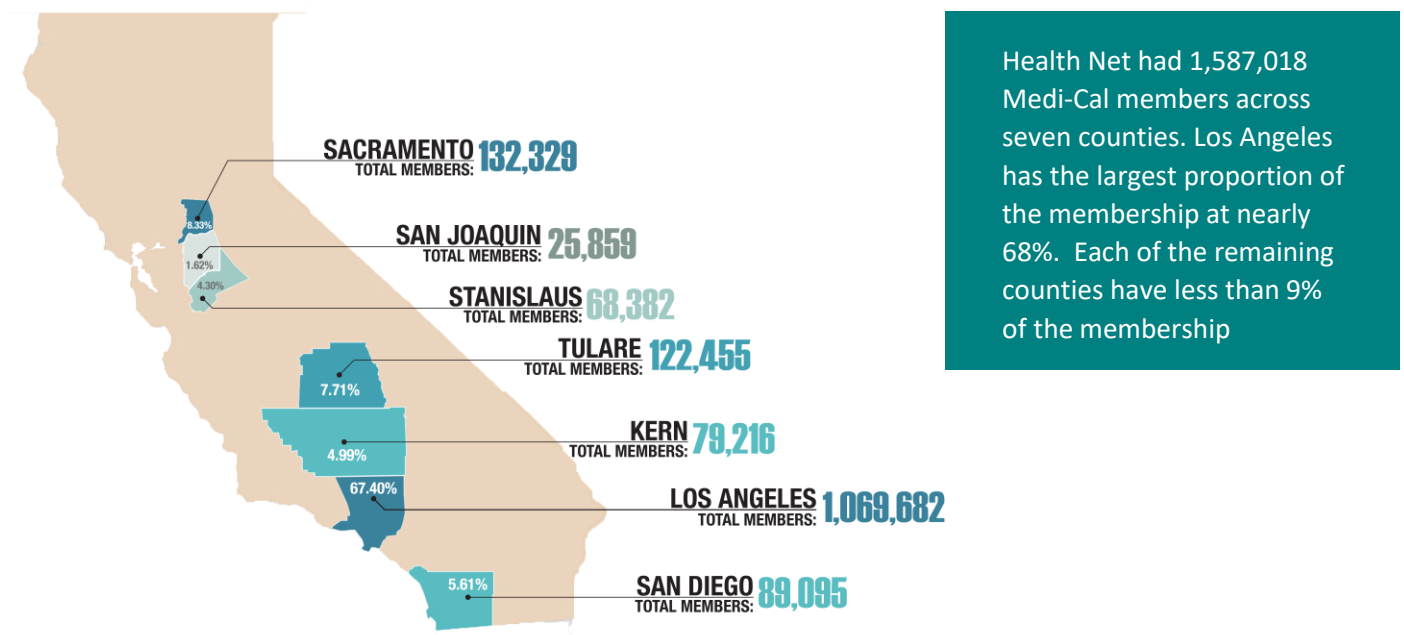 SACRAMENTO
TOTAL MEMBERS: 132,329
8.33%
SAN JOAQUIN
TOTAL MEMBERS: 25,859
1.62%
STANISLAUS
TOTAL MEMBERS: 68,382
4.30%
TULARE
TOTAL MEMBERS: 122,455
7.71%
KERN
TOTAL MEMBERS: 79,216
4.99%
LOS ANGELES
TOTAL MEMBERS: 1,069,682
67.40%
SAN DIEGO
TOTAL MEMBERS: 89,095
5.61%
Health Net had 1,587,018
Medi-Cal members across
seven counties. Los Angeles
has the largest proportion of
the membership at nearly
68%. Each of the remaining
counties have less than 9%
of the membership